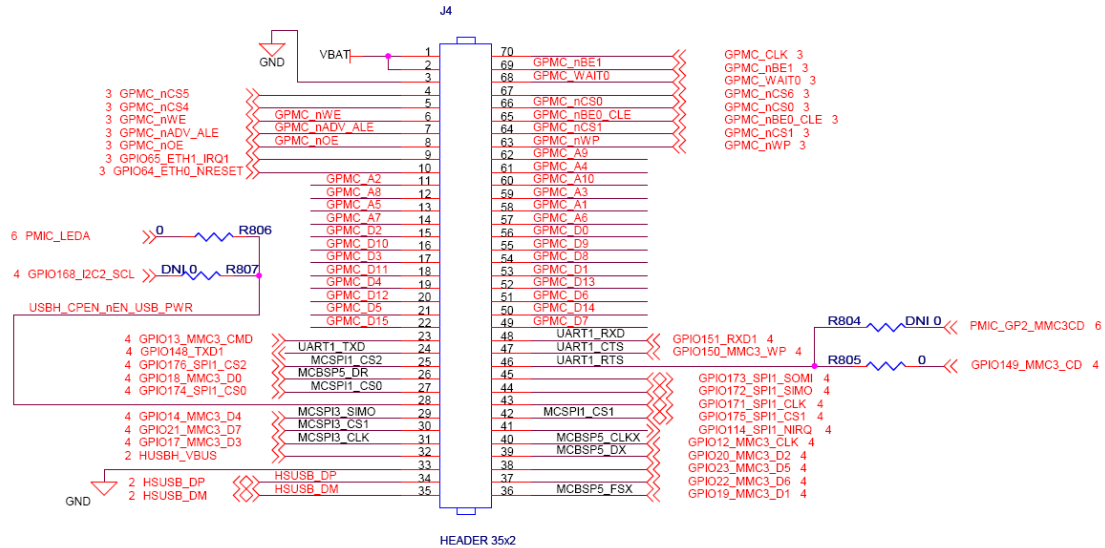 J4
VBAT
GND
1
2
3
4
5
6
7
8
9
10
11
12
13
14
15
16
17
18
19
20
21
22
23
24
25
26
27
28
29
30
31
32
33
34
35
70
69
68
67
66
65
64
63
62
61
60
59
58
57
56
55
54
53
52
51
50
49
48
47
46
45
44
43
42
41
40
39
38
37
36
3 GPMC_nCS5
3 GPMC_nCS4
3 GPMC_nWE
3 GPMC_nADV_ALE
3 GPMC_nOE
3 GPIO65_ETH1_IRQ1
3 GPIO64_ETH0_NRESET
GPMC_nWE
GPMC_nADV_ALE
GPMC_nOE
GPMC_A2
GPMC_A8
GPMC_A5
GPMC_A7
GPMC_D2
GPMC_D10
GPMC_D3
GPMC_D11
GPMC_D4
GPMC_D12
GPMC_D5
GPMC_D15
6 PMIC_LEDA
0
R806
4 GPIO168_I2C2_SCL
DNI 0
R807
USBH_CPEN_nEN_USB_PWR
4 GPIO13_MMC3_CMD
4 GPIO148_TXD1
4 GPIO176_SPI1_CS2
4 GPIO18_MMC3_D0
4 GPIO174_SPI1_CS0
UART1_TXD
MCSPI1_CS2
MCBSP5_DR
MCSPI1_CS0
4 GPIO14_MMC3_D4
4 GPIO21_MMC3_D7
4 GPIO17_MMC3_D3
2 HUSBH_VBUS
MCSPI3_SIMO
MCSPI3_CS1
MCSPI3_CLK
GND
2 HSUSB_DP
2 HSUSB_DM
HSUSB_DP
HSUSB_DM
GPMC_nBE1
GPMC_WAIT0
GPMC_nCS0
GPMC_nBE0_CLE
GPMC_nCS1
GPMC_nWP
GPMC_A9
GPMC_A4
GPMC_A10
GPMC_A3
GPMC_A1
GPMC_A6
GPMC_D0
GPMC_D9
GPMC_D8
GPMC_D1
GPMC_D13
GPMC_D6
GPMC_D14
GPMC_D7
GPMC_CLK 3
GPMC_nBE1 3
GPMC_WAIT0 3
GPMC_nCS6 3
GPMC_nCS0 3
GPMC_nBE0_CLE 3
GPMC_nCS1 3
GPMC_nWP 3
UART1_RXD
UART1_CTS
UART1_RTS
GPIO151_RXD1 4
GPIO150_MMC3_WP 4
R804
DNI 0
PMIC_GP2_MMC3CD 6
R805
0
GPIO149_MMC3_CD 4
GPIO173_SPI1_SOMI 4
GPIO172_SPI1_SIMO 4
GPIO171_SPI1_CLK 4
GPIO175_SPI1_CS1 4
GPIO114_SPI1_NIRQ 4
MCSPI1_CS1
MCBSP5_CLKX
MCBSP5_DX
MCBSP5_FSX
GPIO12_MMC3_CLK 4
GPIO20_MMC3_D2 4
GPIO23_MMC3_D5 4
GPIO22_MMC3_D6 4
GPIO19_MMC3_D1 4
HEADER 35x2